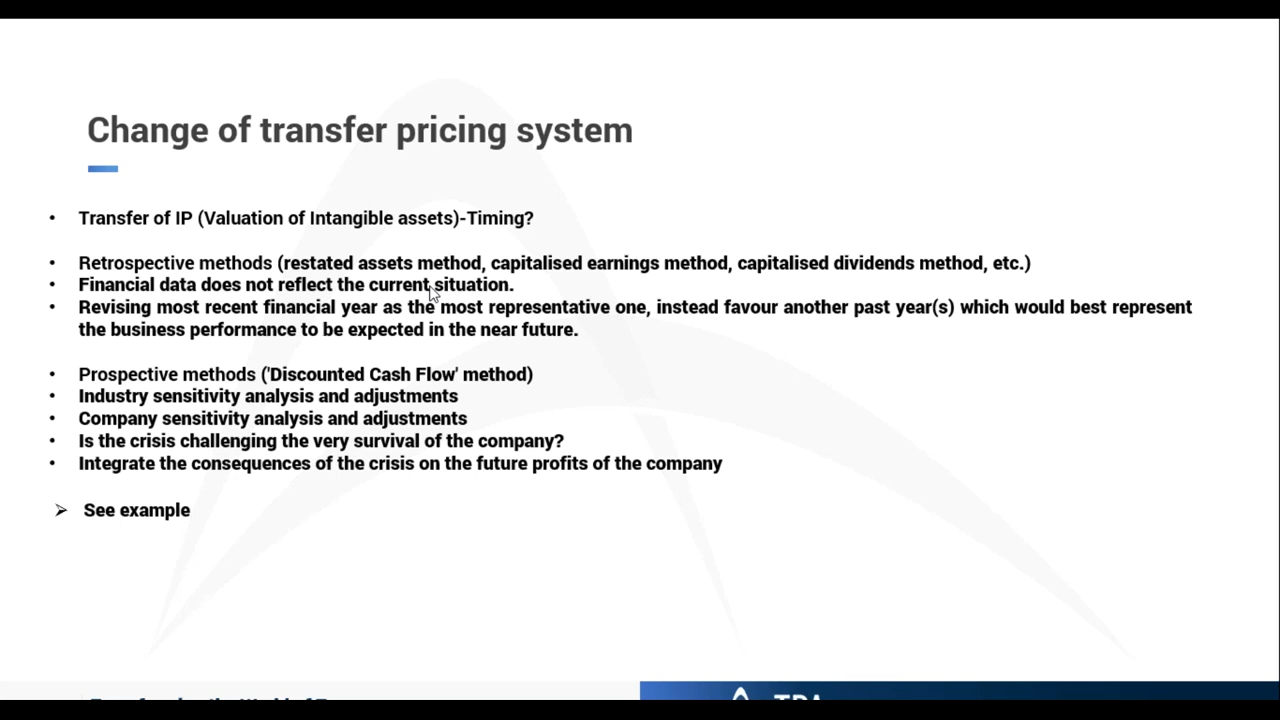 Change of transfer pricing system
• Transfer of IP (Valuation of Intangible assets)-Timing?
• Retrospective methods (restated assets method, capitalised earnings method, capitalised dividends method, etc.)
• Financial data does not reflect the current situation.
• Revising most recent financial year as the most representative one, instead favour another past year(s) which would best represent
the business performance to be expected in the near future.
• Prospective methods ('Discounted Cash Flow' method)
• Industry sensitivity analysis and adjustments
• Company sensitivity analysis and adjustments
• Is the crisis challenging the very survival of the company?
• Integrate the consequences of the crisis on the future profits of the company
➢ See example